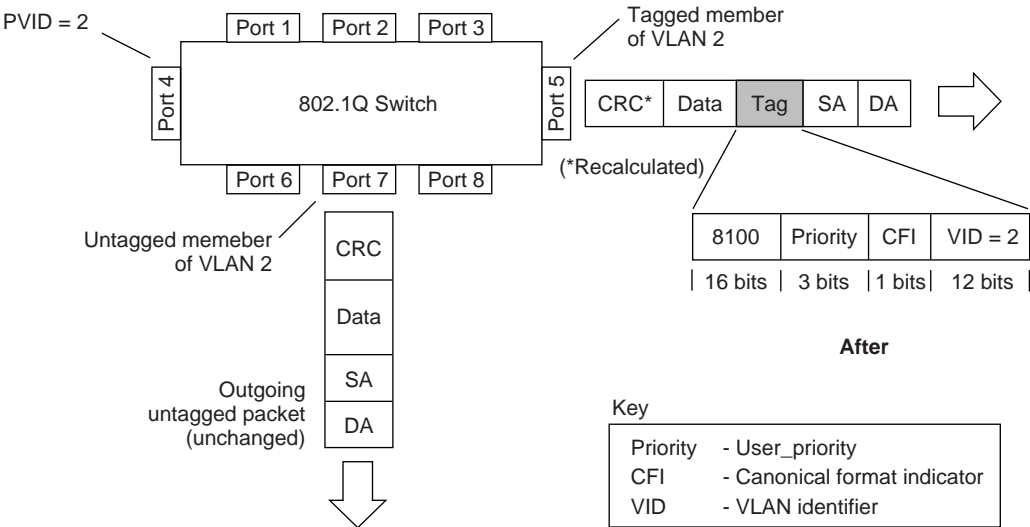 PVID = 2
Port 1
Port 2
Port 3
Tagged member
of VLAN 2
Port 4
802.1Q Switch
Port 5
CRC*
Data
Tag
SA
DA
(*Recalculated)
Port 6
Port 7
Port 8
Untagged memeber
of VLAN 2
8100
Priority
CFI
VID = 2
16 bits
3 bits
1 bits
12 bits
After
CRC
Data
SA
DA
Outgoing
untagged packet
(unchanged)
Key
Priority - User_priority
CFI - Canonical format indicator
VID - VLAN identifier